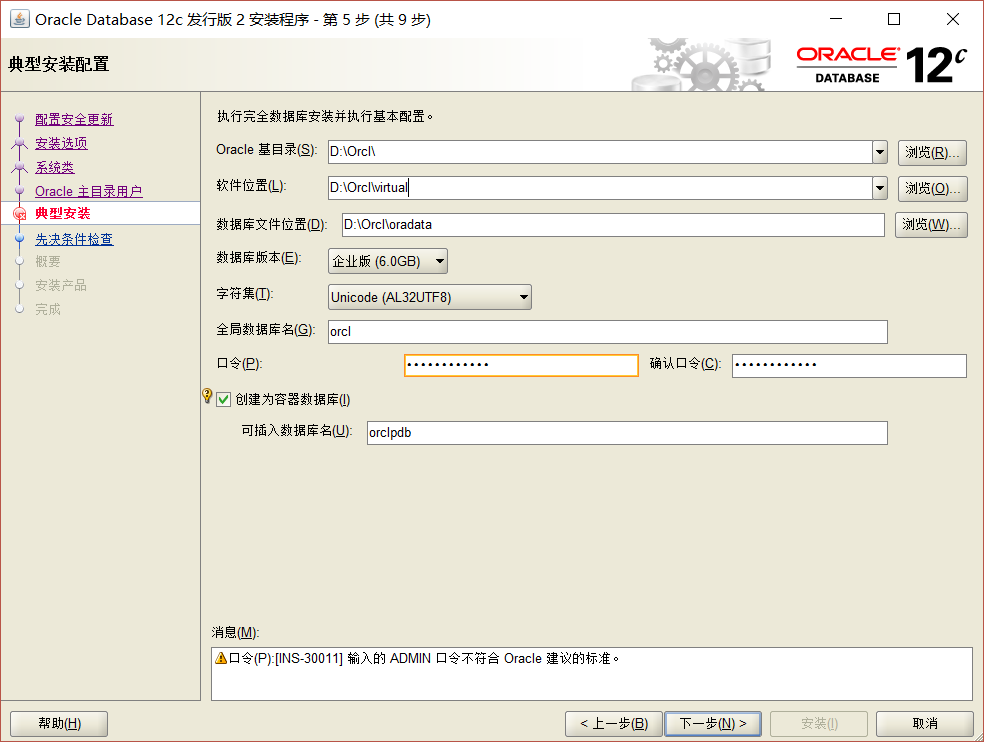 Oracle Database 12c 发行版 2 安装程序 - 第 5 步 (共 9 步)
典型安装配置
ORACLE® DATABASE 12c
配置安全更新
安装选项
系统类
Oracle 主目录用户
典型安装
先决条件检查
概要
安装产品
完成
执行完全数据库安装并执行基本配置。
Oracle 基目录(S): D:\Orcl\ 浏览(R)...
软件位置(L): D:\Orcl\virtual 浏览(O)...
数据库文件位置(D): D:\Orcl\oradata 浏览(W)...
数据库版本(E): 企业版 (6.0GB)
字符集(T): Unicode (AL32UTF8)
全局数据库名(G): orcl
口令(P): •••••••••••• 确认口令(C): ••••••••••••
创建为容器数据库(I)
可插入数据库名(U): orclpdb
消息(M):
口令(P):[INS-30011] 输入的 ADMIN 口令不符合 Oracle 建议的标准。
帮助(H) < 上一步(B) 下一步(N) > 安装(I) 取消